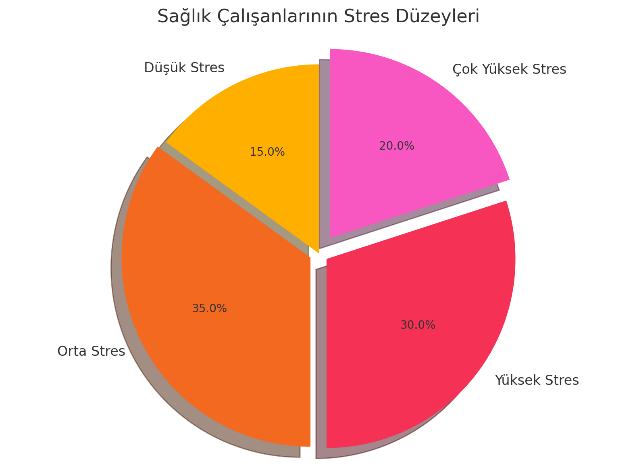 Sağlık Çalışanlarının Stres Düzeyleri
Düşük Stres
Çok Yüksek Stres
20.0%
15.0%
35.0%
30.0%
Orta Stres
Yüksek Stres